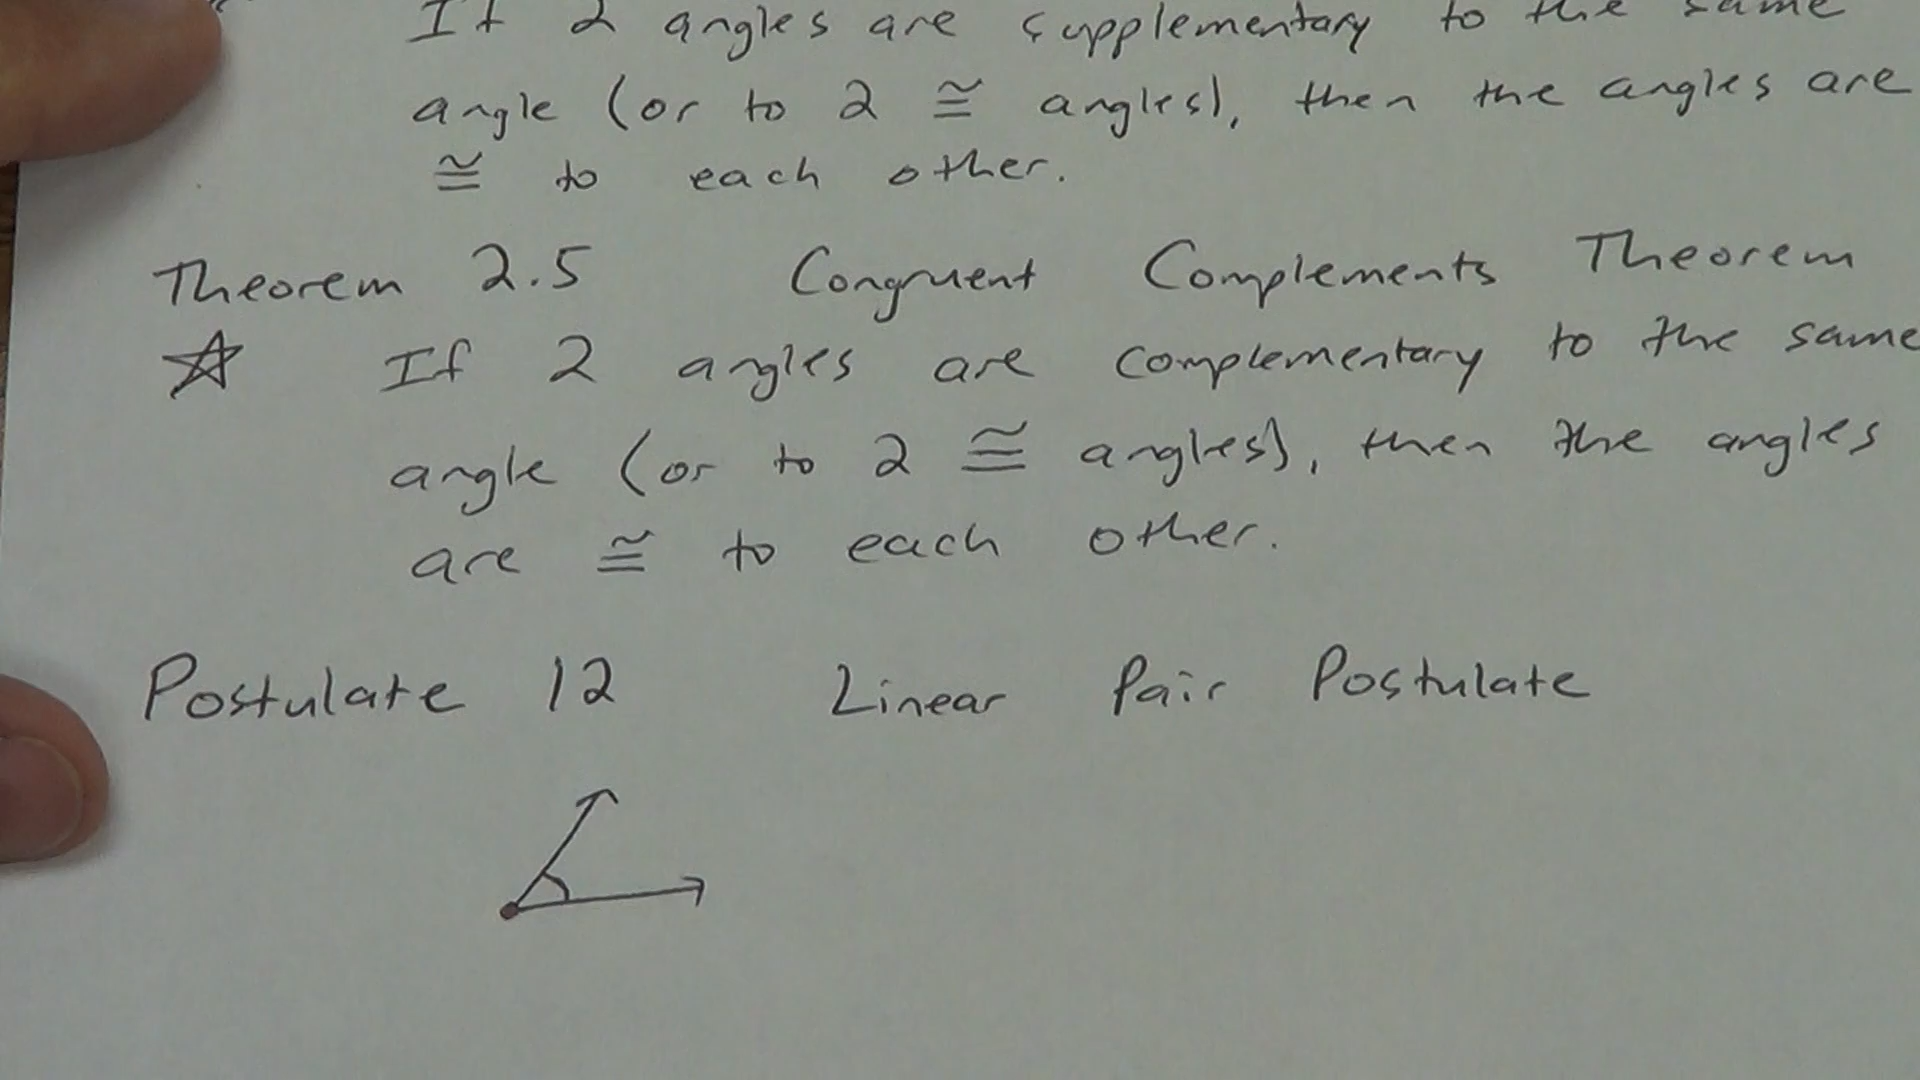 If 2 angles are supplementary to the same
angle (or to 2 ≅ angles), then the angles are
≅ to each other.
Theorem 2.5 Congruent Complements Theorem
☆ If 2 angles are complementary to the same
angle (or to 2 ≅ angles), then the angles
are ≅ to each other.
Postulate 12 Linear Pair Postulate